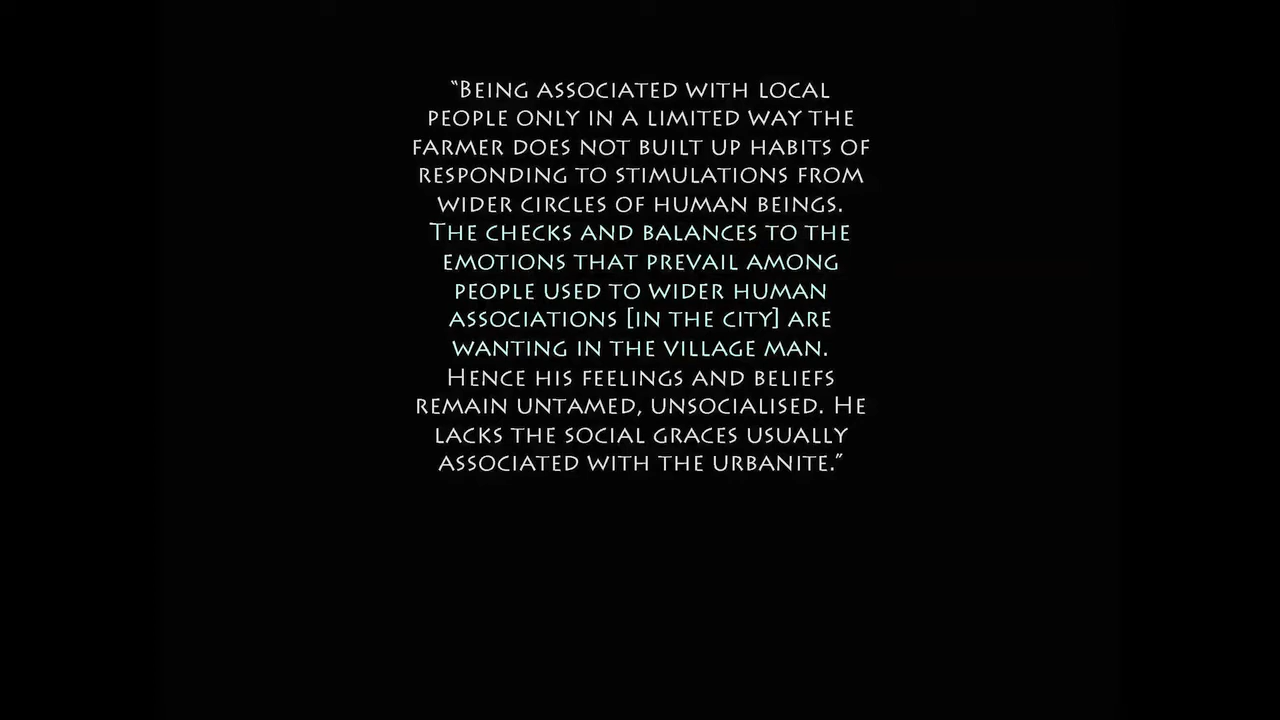 “Being associated with local
people only in a limited way the
farmer does not built up habits of
responding to stimulations from
wider circles of human beings.
The checks and balances to the
emotions that prevail among
people used to wider human
associations [in the city] are
wanting in the village man.
Hence his feelings and beliefs
remain untamed, unsocialised. He
lacks the social graces usually
associated with the urbanite.”